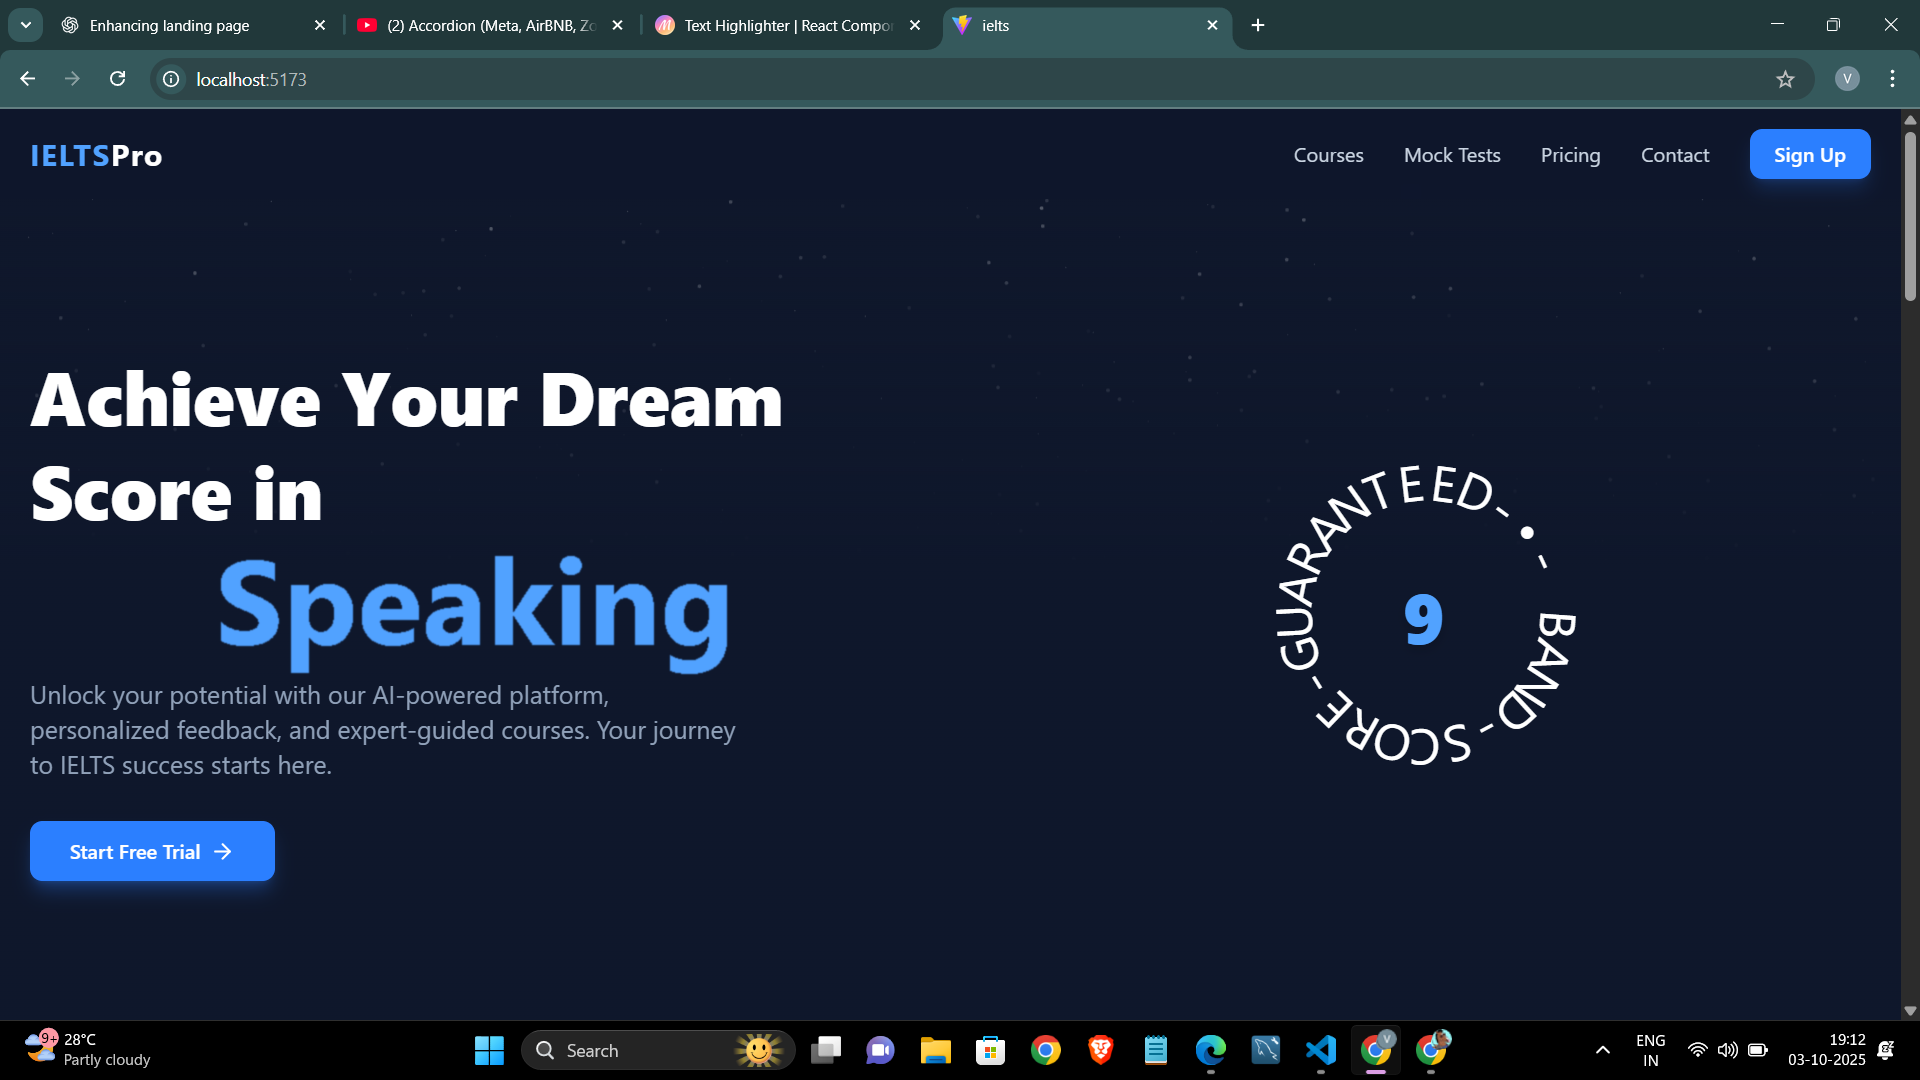 Enhancing landing page
(2) Accordion (Meta, AirBNB, Zo
Text Highlighter | React Compo
ielts
localhost:5173
V
IELTSPro
Courses
Mock Tests
Pricing
Contact
Sign Up
Achieve Your Dream
Score in
Speaking
BAND-SCORE-GUARANTEED-•-
9
Unlock your potential with our AI-powered platform,
personalized feedback, and expert-guided courses. Your journey
to IELTS success starts here.
Start Free Trial →
9+
28°C
Partly cloudy
Search
V
ENG
IN
19:12
03-10-2025